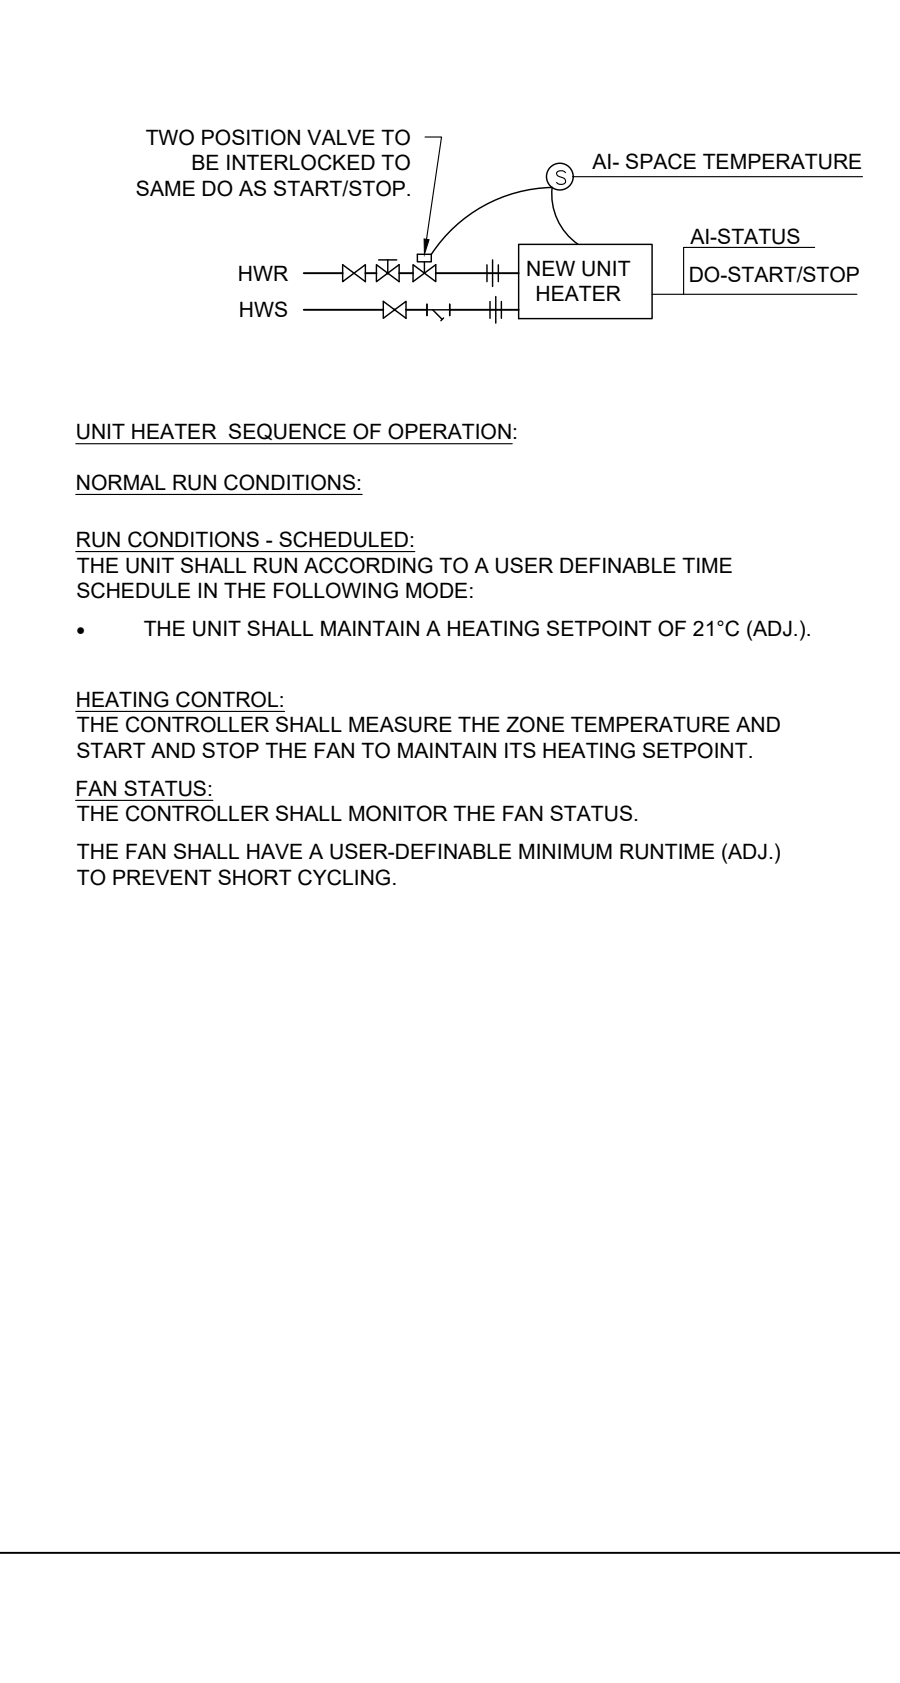 TWO POSITION VALVE TO
BE INTERLOCKED TO
SAME DO AS START/STOP.
S
AI- SPACE TEMPERATURE
AI-STATUS
DO-START/STOP
HWR
HWS
NEW UNIT
HEATER
UNIT HEATER  SEQUENCE OF OPERATION:
NORMAL RUN CONDITIONS:
RUN CONDITIONS - SCHEDULED:
THE UNIT SHALL RUN ACCORDING TO A USER DEFINABLE TIME
SCHEDULE IN THE FOLLOWING MODE:
• THE UNIT SHALL MAINTAIN A HEATING SETPOINT OF 21°C (ADJ.).
HEATING CONTROL:
THE CONTROLLER SHALL MEASURE THE ZONE TEMPERATURE AND
START AND STOP THE FAN TO MAINTAIN ITS HEATING SETPOINT.
FAN STATUS:
THE CONTROLLER SHALL MONITOR THE FAN STATUS.
THE FAN SHALL HAVE A USER-DEFINABLE MINIMUM RUNTIME (ADJ.)
TO PREVENT SHORT CYCLING.